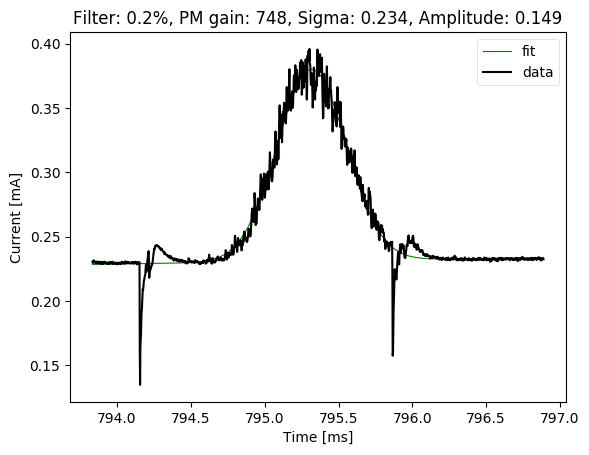 Filter: 0.2%, PM gain: 748, Sigma: 0.234, Amplitude: 0.149
0.40
0.35
0.30
0.25
0.20
0.15
Current [mA]
fit
data
794.0 794.5 795.0 795.5 796.0 796.5 797.0
Time [ms]